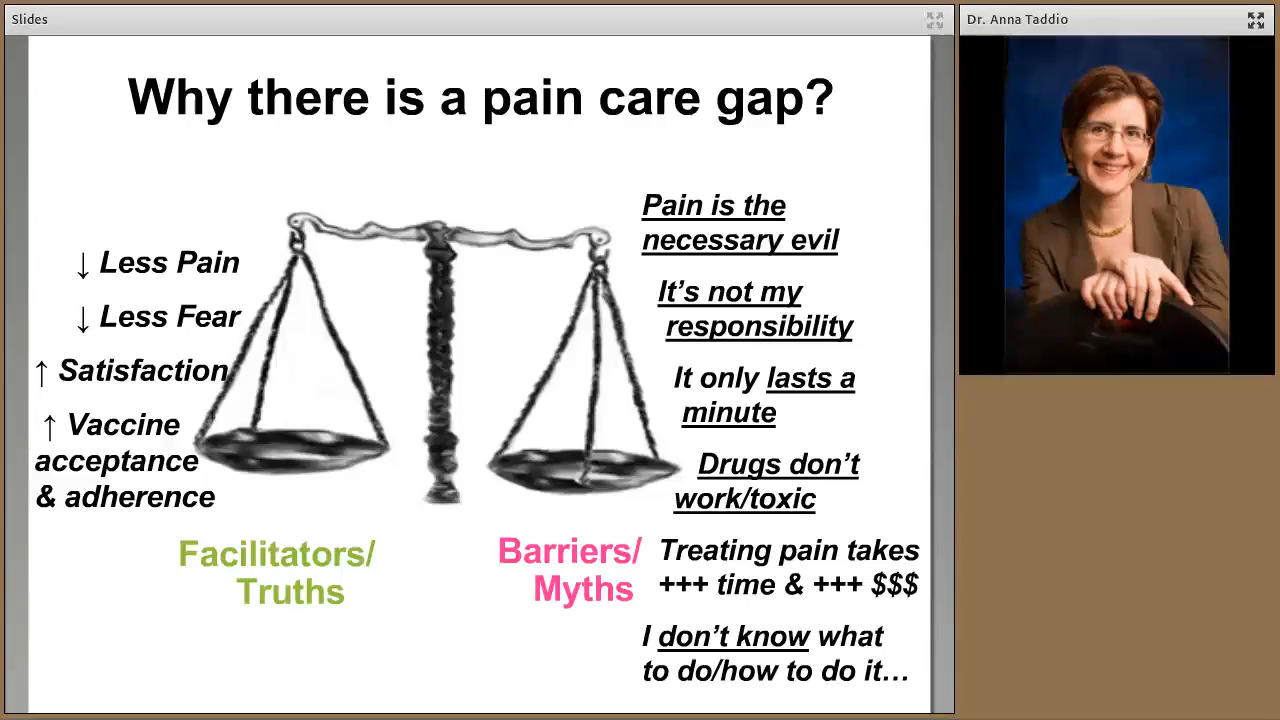 Slides
Dr. Anna Taddio
Why there is a pain care gap?
↓ Less Pain
↓ Less Fear
↑ Satisfaction
↑ Vaccine
acceptance
& adherence
Facilitators/
Truths
Pain is the
necessary evil
It's not my
responsibility
It only lasts a
minute
Drugs don't
work/toxic
Barriers/
Myths
Treating pain takes
+++ time & +++ $$$
I don't know what
to do/how to do it...